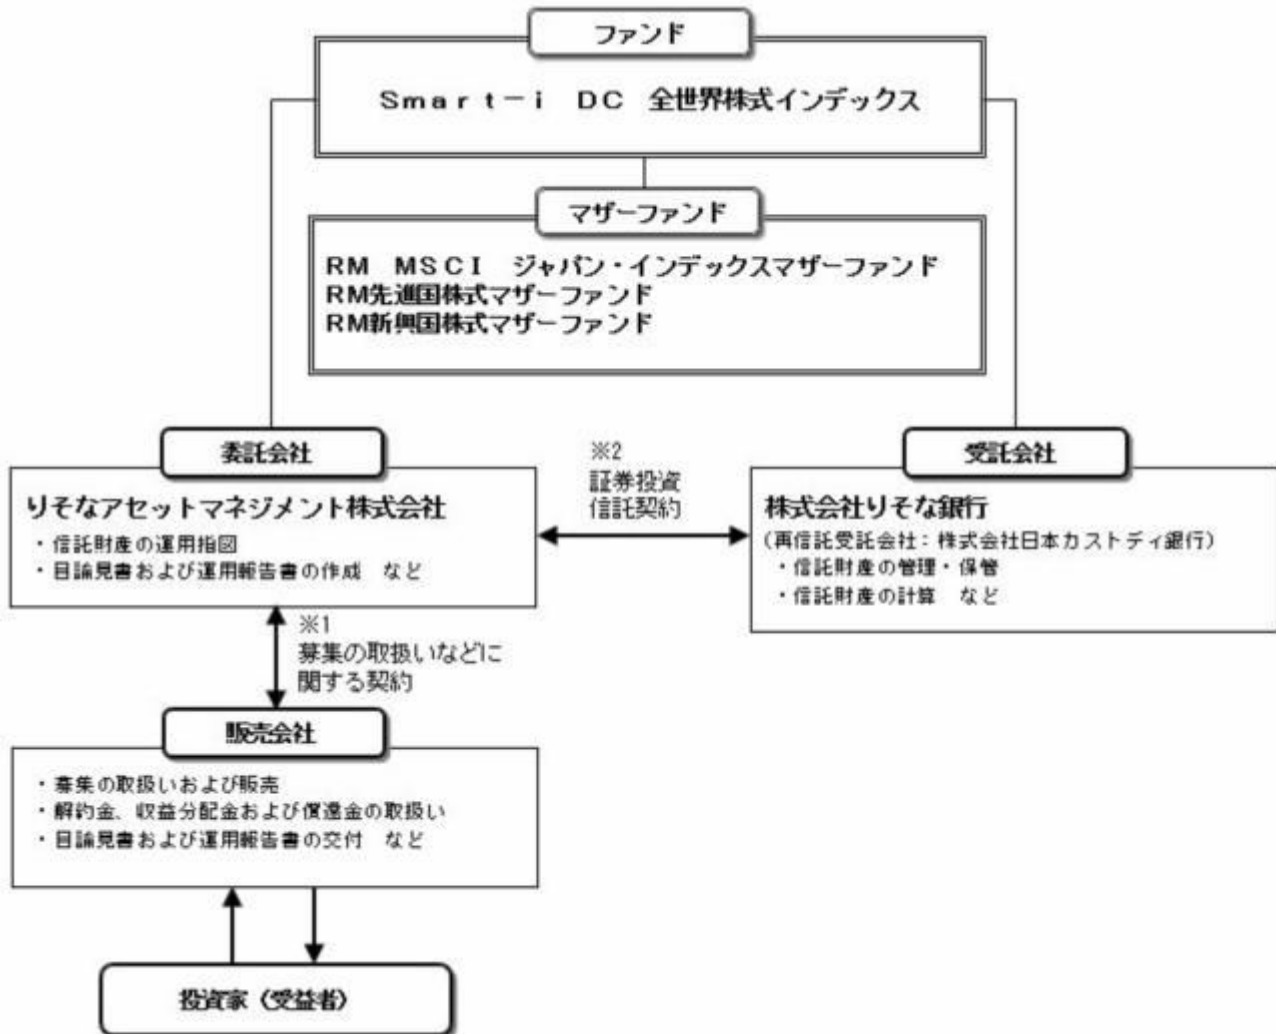 ファンド
Smart-i DC 全世界株式インデックス
マザーファンド
RM MSCI ジャパン・インデックスマザーファンド
RM先進国株式マザーファンド
RM新興国株式マザーファンド
委託会社
りそなアセットマネジメント株式会社
・信託財産の運用指図
・目論見書および運用報告書の作成 など
※2
証券投資
信託契約
受託会社
株式会社りそな銀行
(再信託受託会社:株式会社日本カストディ銀行)
・信託財産の管理・保管
・信託財産の計算 など
※1
募集の取扱いなどに
関する契約
販売会社
・募集の取扱いおよび販売
・解約金、収益分配金および償還金の取扱い
・目論見書および運用報告書の交付 など
投資家(受益者)